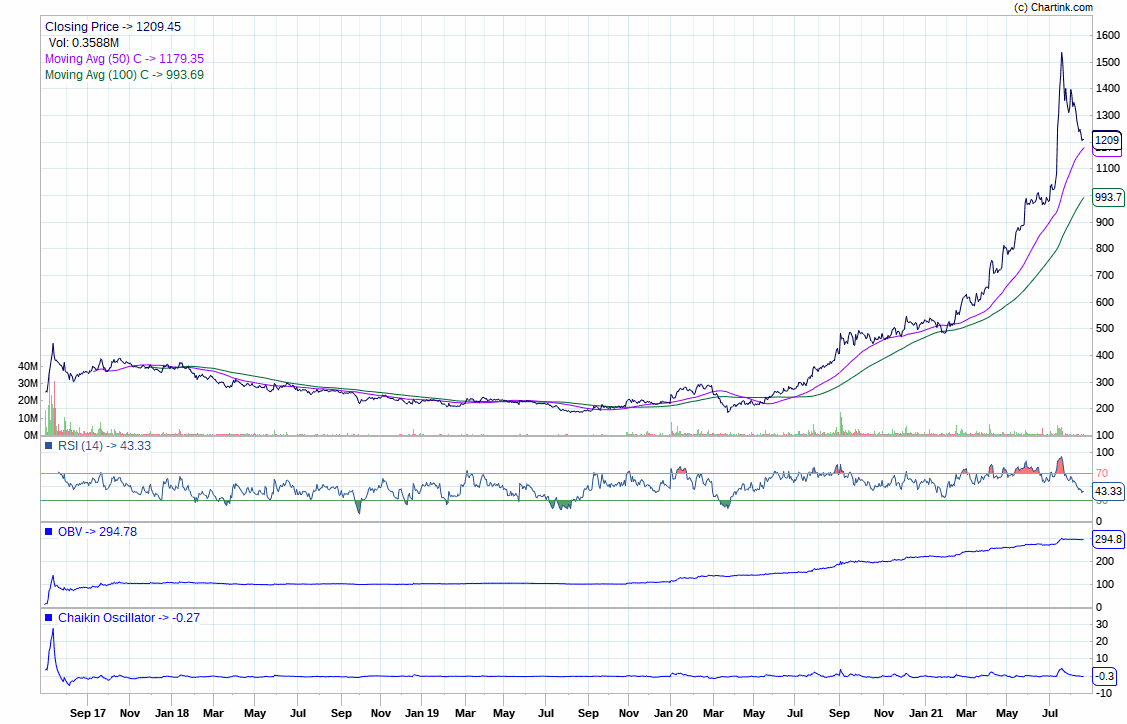 (c) Chartink.com
Closing Price -> 1209.45
Vol: 0.3588M
Moving Avg (50) C -> 1179.35
Moving Avg (100) C -> 993.69
1600
1500
1400
1300
1209
1100
993.7
900
800
700
600
500
400
300
200
100
40M
30M
20M
10M
0M
RSI (14) -> 43.33
100
70
43.33
0
OBV -> 294.78
294.8
200
100
0
Chaikin Oscillator -> -0.27
30
20
10
-0.3
-10
Sep 17 Nov Jan 18 Mar May Jul Sep Nov Jan 19 Mar May Jul Sep Nov Jan 20 Mar May Jul Sep Nov Jan 21 Mar May Jul